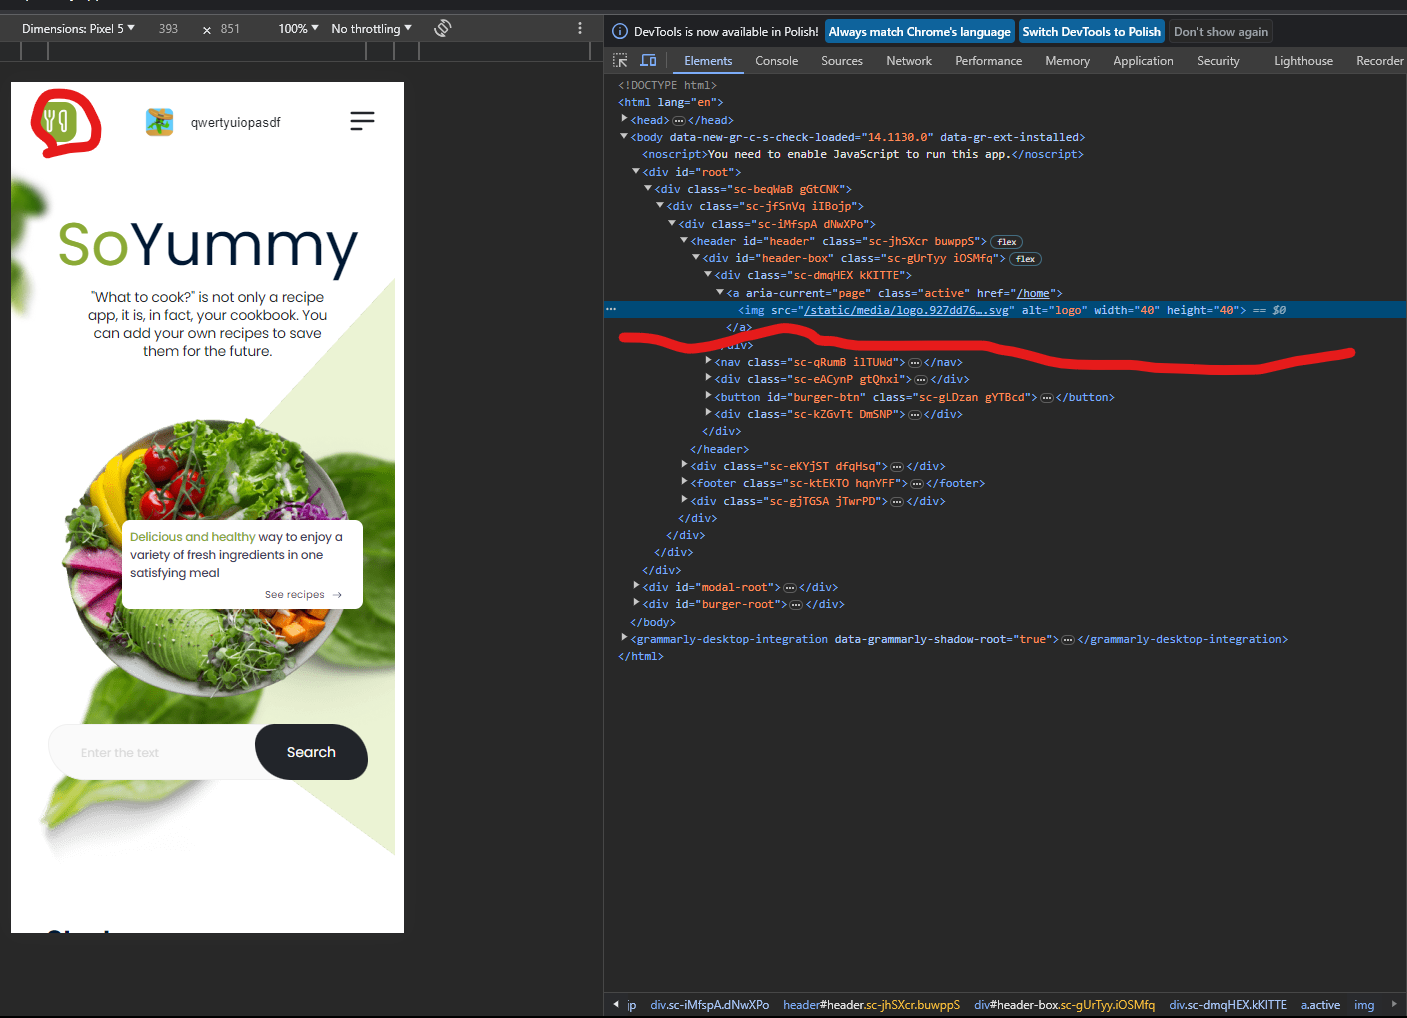 Dimensions: Pixel 5 393 × 851 100% No throttling
qwertyuiopasdf
SoYummy
"What to cook?" is not only a recipe
app, it is, in fact, your cookbook. You
can add your own recipes to save
them for the future.
Delicious and healthy way to enjoy a
variety of fresh ingredients in one
satisfying meal
See recipes →
Enter the text
Search
DevTools is now available in Polish! Always match Chrome's language Switch DevTools to Polish Don't show again
Elements Console Sources Network Performance Memory Application Security Lighthouse Recorder
<!DOCTYPE html>
<html lang="en">
<head> … </head>
<body data-new-gr-c-s-check-loaded="14.1130.0" data-gr-ext-installed>
<noscript>You need to enable JavaScript to run this app.</noscript>
<div id="root">
<div class="sc-beqWaB gGtCNK">
<div class="sc-jfSnVq iIBojp">
<div class="sc-iMfspA dNwXPo">
<header id="header" class="sc-jhSXcr buwppS"> flex
<div id="header-box" class="sc-gUrTyy iOSMfq"> flex
<div class="sc-dmqHEX kKITTE">
<a aria-current="page" class="active" href="/home">
… <img src="/static/media/logo.927dd76….svg" alt="logo" width="40" height="40"> == $0
</a>
div>
<nav class="sc-qRumB ilTUWd"> … </nav>
<div class="sc-eACynP gtQhxi"> … </div>
<button id="burger-btn" class="sc-gLDzan gYTBcd"> … </button>
<div class="sc-kZGvTt DmSNP"> … </div>
</div>
</header>
<div class="sc-eKYjST dfqHsq"> … </div>
<footer class="sc-ktEKTO hqnYFF"> … </footer>
<div class="sc-gjTGSA jTwrPD"> … </div>
</div>
</div>
</div>
</div>
<div id="modal-root"> … </div>
<div id="burger-root"> … </div>
</body>
<grammarly-desktop-integration data-grammarly-shadow-root="true"> … </grammarly-desktop-integration>
</html>
jp div.sc-iMfspA.dNwXPo header#header.sc-jhSXcr.buwppS div#header-box.sc-gUrTyy.iOSMfq div.sc-dmqHEX.kKITTE a.active img